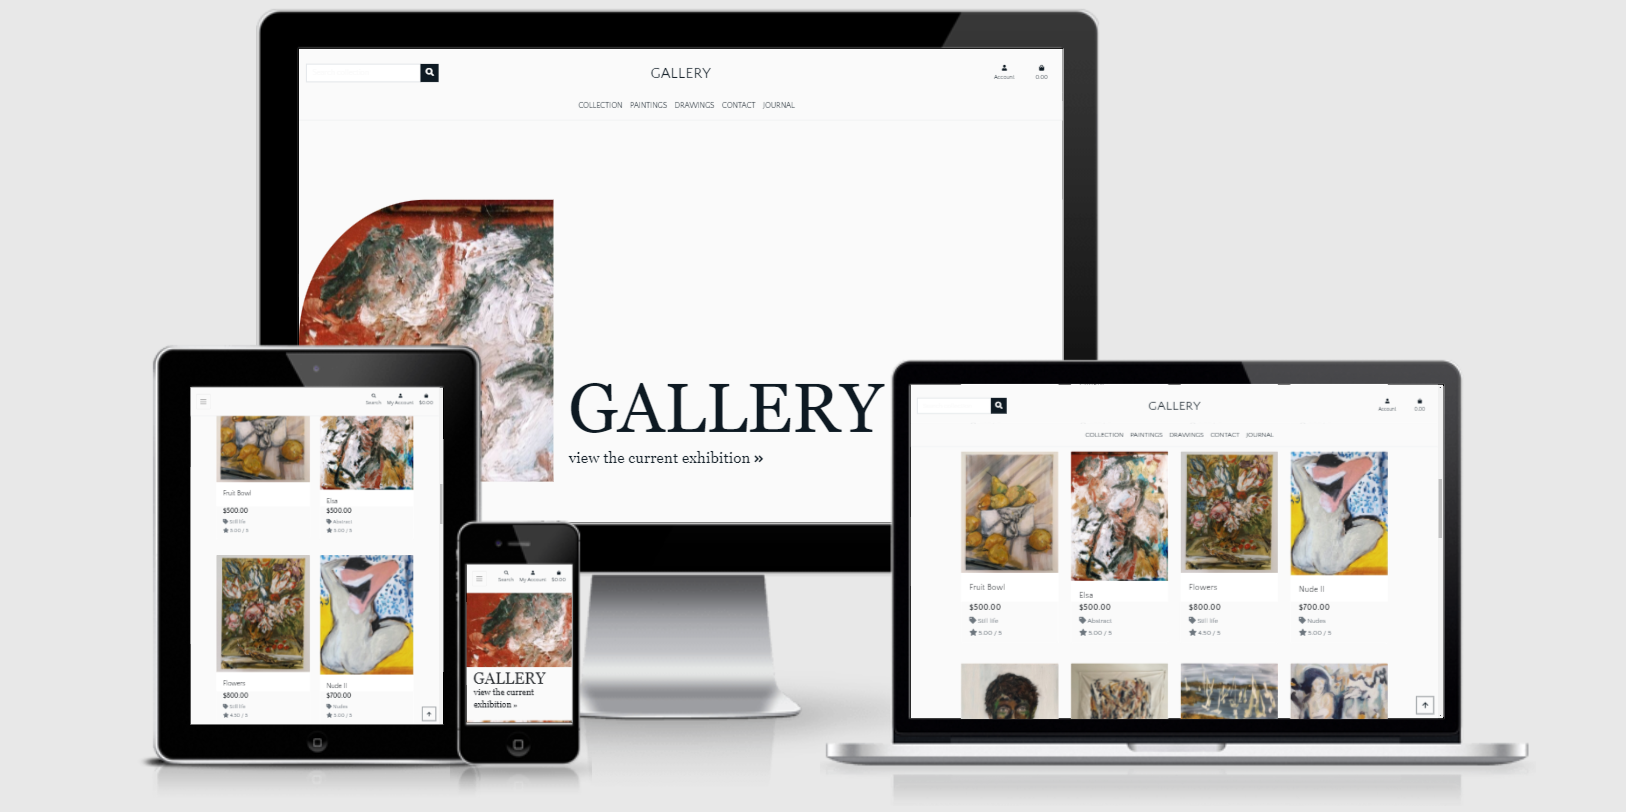 GALLERY
Account
0.00
COLLECTION PAINTINGS DRAWINGS CONTACT JOURNAL
GALLERY
view the current exhibition »
Search My Account $0.00
Fruit Bowl
$500.00
Still life
5.00 / 5
Elsa
$500.00
Abstract
5.00 / 5
Flowers
$800.00
Still life
4.50 / 5
Nude II
$700.00
Nudes
5.00 / 5
Search My Account $0.00
GALLERY
view the current
exhibition »
GALLERY
Account
0.00
COLLECTION PAINTINGS DRAWINGS CONTACT JOURNAL
Fruit Bowl
$500.00
Still life
5.00 / 5
Elsa
$500.00
Abstract
5.00 / 5
Flowers
$800.00
Still life
4.50 / 5
Nude II
$700.00
Nudes
5.00 / 5